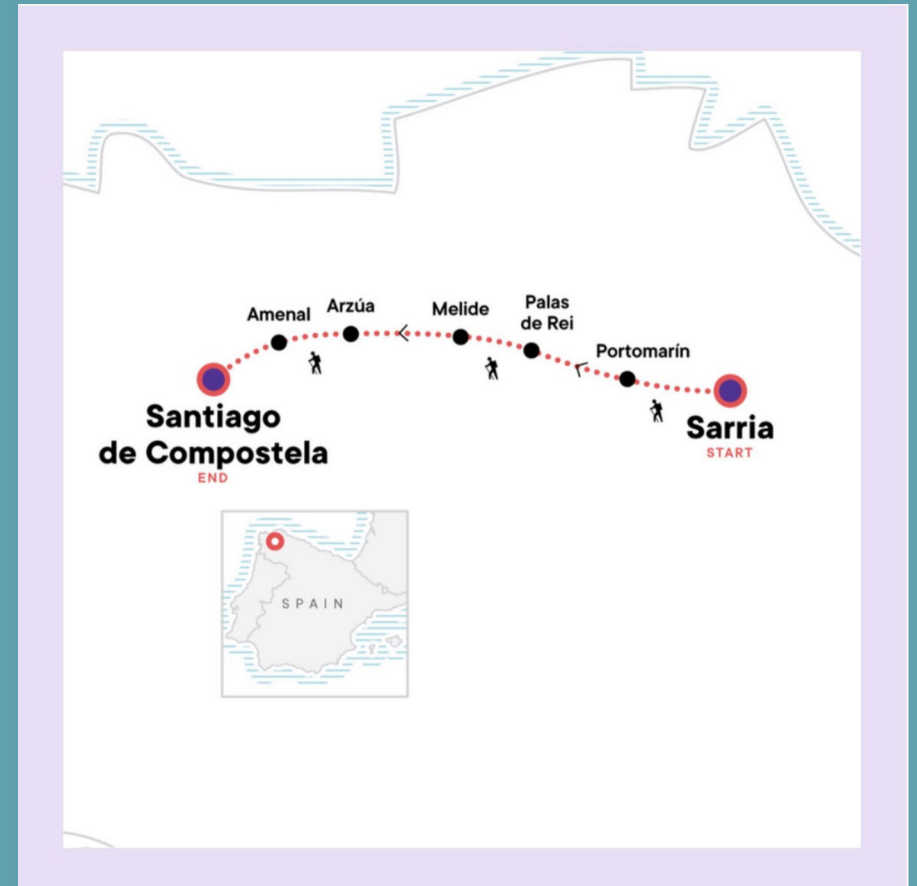 Amenal
Arzúa
Melide
Palas
de Rei
Portomarín
Santiago
de Compostela
END
Sarria
START
SPAIN